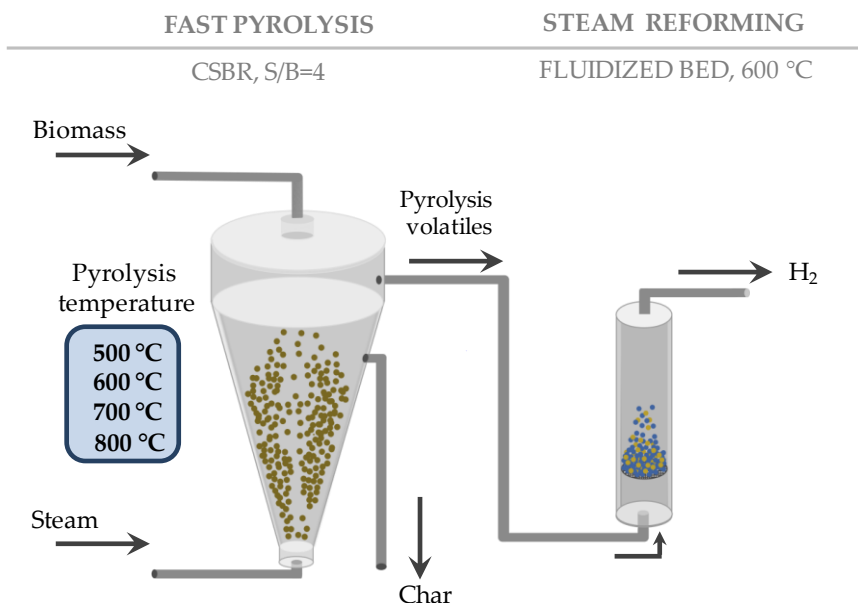 FAST PYROLYSIS
STEAM REFORMING
CSBR, S/B=4
FLUIDIZED BED, 600 °C
Biomass
Pyrolysis
volatiles
H₂
Pyrolysis
temperature
500 °C
600 °C
700 °C
800 °C
Steam
Char